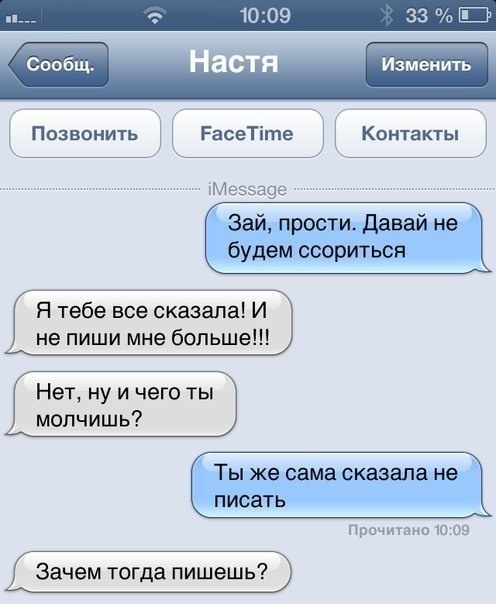 10:09 33 %
Сообщ. Настя Изменить
Позвонить FaceTime Контакты
iMessage
Зай, прости. Давай не
будем ссориться
Я тебе все сказала! И
не пиши мне больше!!!
Нет, ну и чего ты
молчишь?
Ты же сама сказала не
писать
Прочитано 10:09
Зачем тогда пишешь?